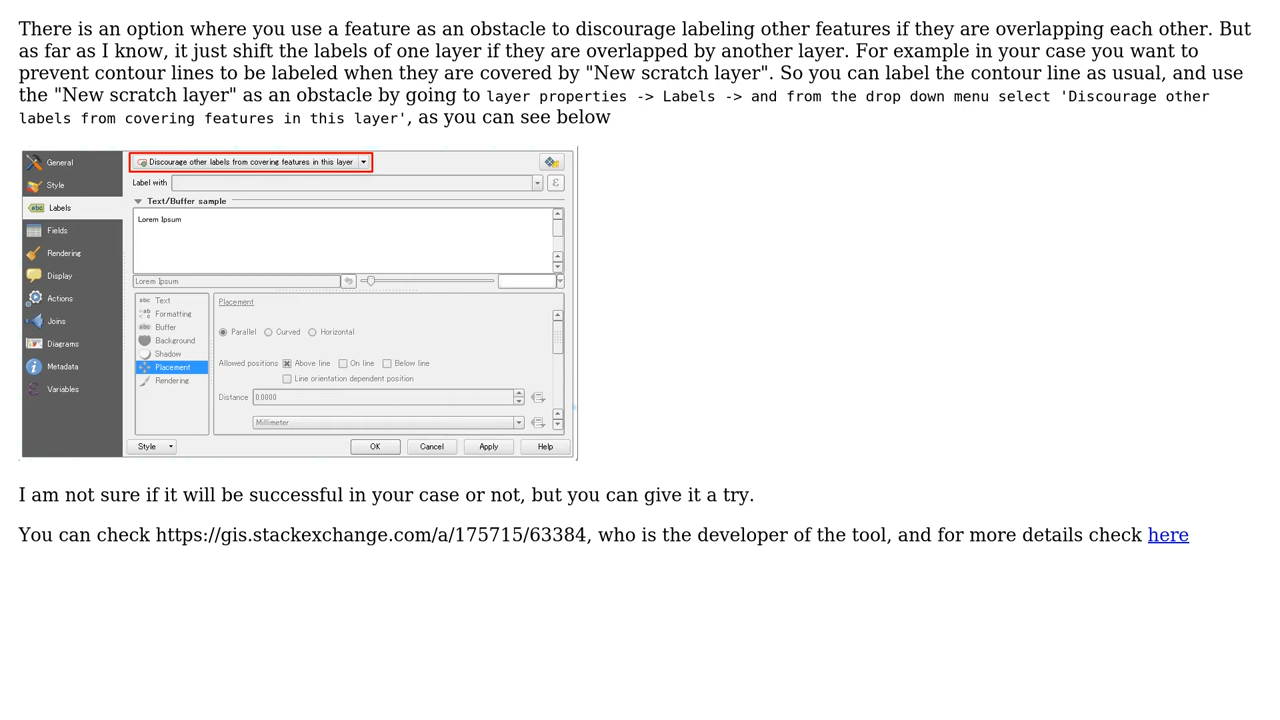 There is an option where you use a feature as an obstacle to discourage labeling other features if they are overlapping each other. But
as far as I know, it just shift the labels of one layer if they are overlapped by another layer. For example in your case you want to
prevent contour lines to be labeled when they are covered by "New scratch layer". So you can label the contour line as usual, and use
the "New scratch layer" as an obstacle by going to layer properties -> Labels -> and from the drop down menu select 'Discourage other
labels from covering features in this layer', as you can see below
General
Style
Labels
Fields
Rendering
Display
Actions
Joins
Diagrams
Metadata
Variables
Discourage other labels from covering features in this layer
Label with
ε
Text/Buffer sample
Lorem Ipsum
Lorem Ipsum
Text
Formatting
Buffer
Background
Shadow
Placement
Rendering
Placement
Parallel Curved Horizontal
Allowed positions Above line On line Below line
Line orientation dependent position
Distance 0.0000
Millimeter
Style OK Cancel Apply Help
I am not sure if it will be successful in your case or not, but you can give it a try.
You can check https://gis.stackexchange.com/a/175715/63384, who is the developer of the tool, and for more details check here